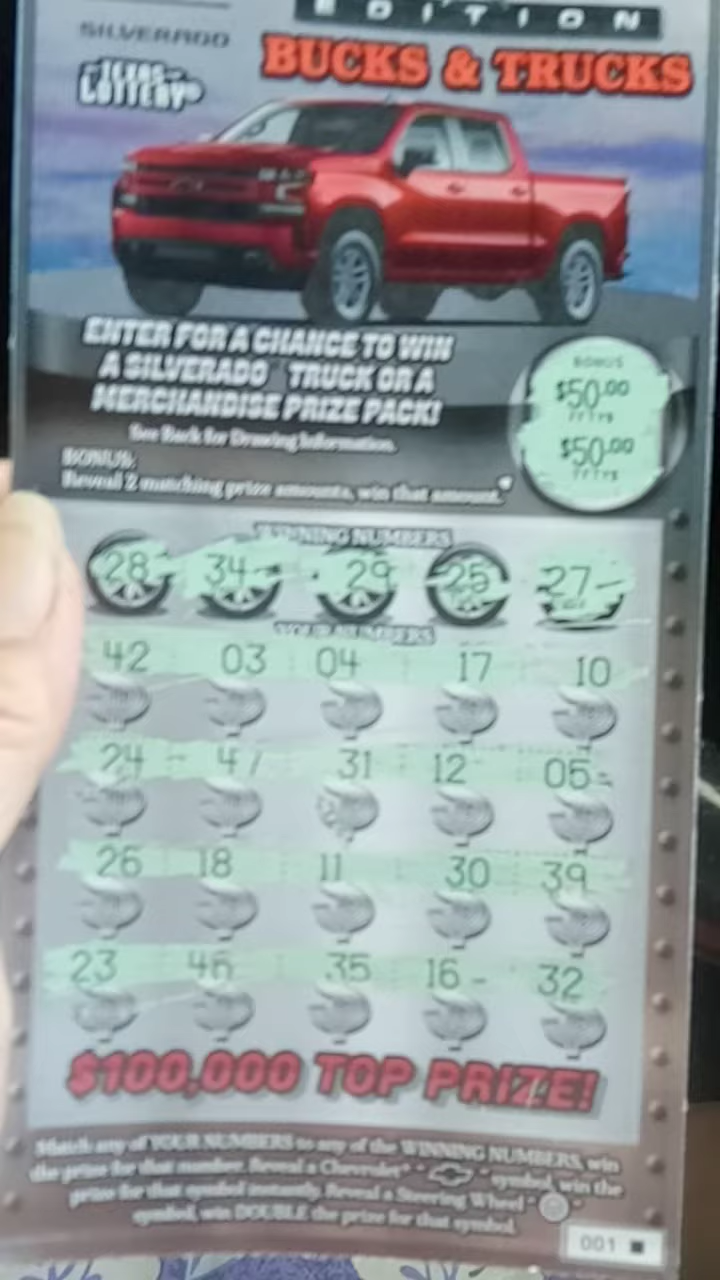 EDITION
SILVERADO
BUCKS & TRUCKS
TEXAS
LOTTERY®
ENTER FOR A CHANCE TO WIN
A SILVERADO TRUCK OR A
MERCHANDISE PRIZE PACK!
See Back for Drawing Information.
BONUS
$50.00
FFTY$
$50.00
FFTY$
BONUS:
Reveal 2 matching prize amounts, win that amount.
WINNING NUMBERS
28 34 29 25 27
YOUR NUMBERS
42 03 04 17 10
24 47 31 12 05
26 18 11 30 39
23 46 35 16 32
$100,000 TOP PRIZE!
Match any of YOUR NUMBERS to any of the WINNING NUMBERS, win
the prize for that number. Reveal a Chevrolet® " " symbol, win the
prize for that symbol instantly. Reveal a Steering Wheel " "
symbol, win DOUBLE the prize for that symbol.
001